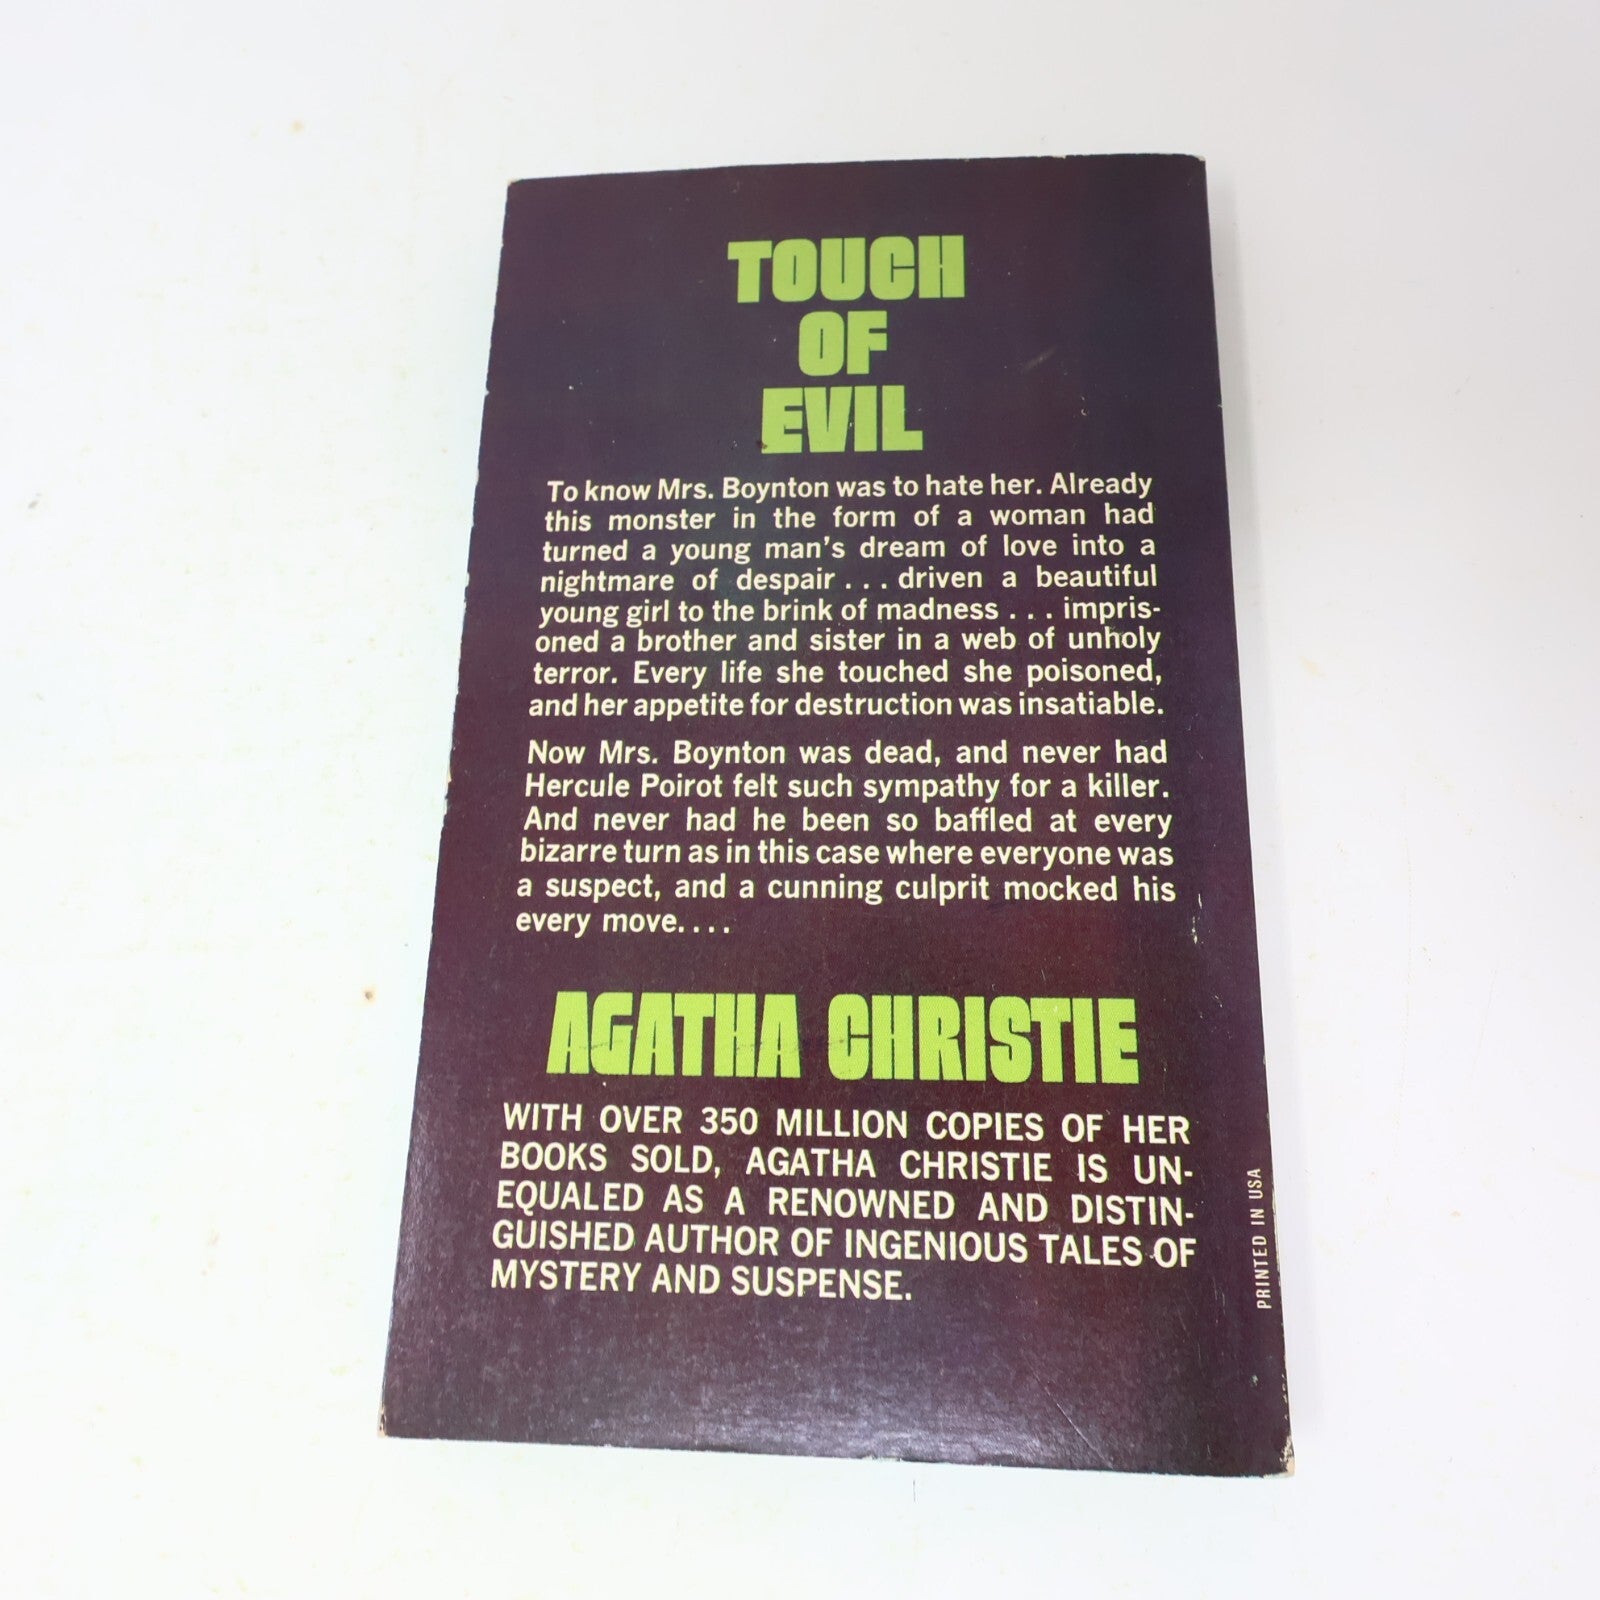 TOUCH
OF
EVIL
To know Mrs. Boynton was to hate her. Already
this monster in the form of a woman had
turned a young man's dream of love into a
nightmare of despair . . . driven a beautiful
young girl to the brink of madness . . . impris-
oned a brother and sister in a web of unholy
terror. Every life she touched she poisoned,
and her appetite for destruction was insatiable.
Now Mrs. Boynton was dead, and never had
Hercule Poirot felt such sympathy for a killer.
And never had he been so baffled at every
bizarre turn as in this case where everyone was
a suspect, and a cunning culprit mocked his
every move. . . .
AGATHA CHRISTIE
WITH OVER 350 MILLION COPIES OF HER
BOOKS SOLD, AGATHA CHRISTIE IS UN-
EQUALED AS A RENOWNED AND DISTIN-
GUISHED AUTHOR OF INGENIOUS TALES OF
MYSTERY AND SUSPENSE.
PRINTED IN USA